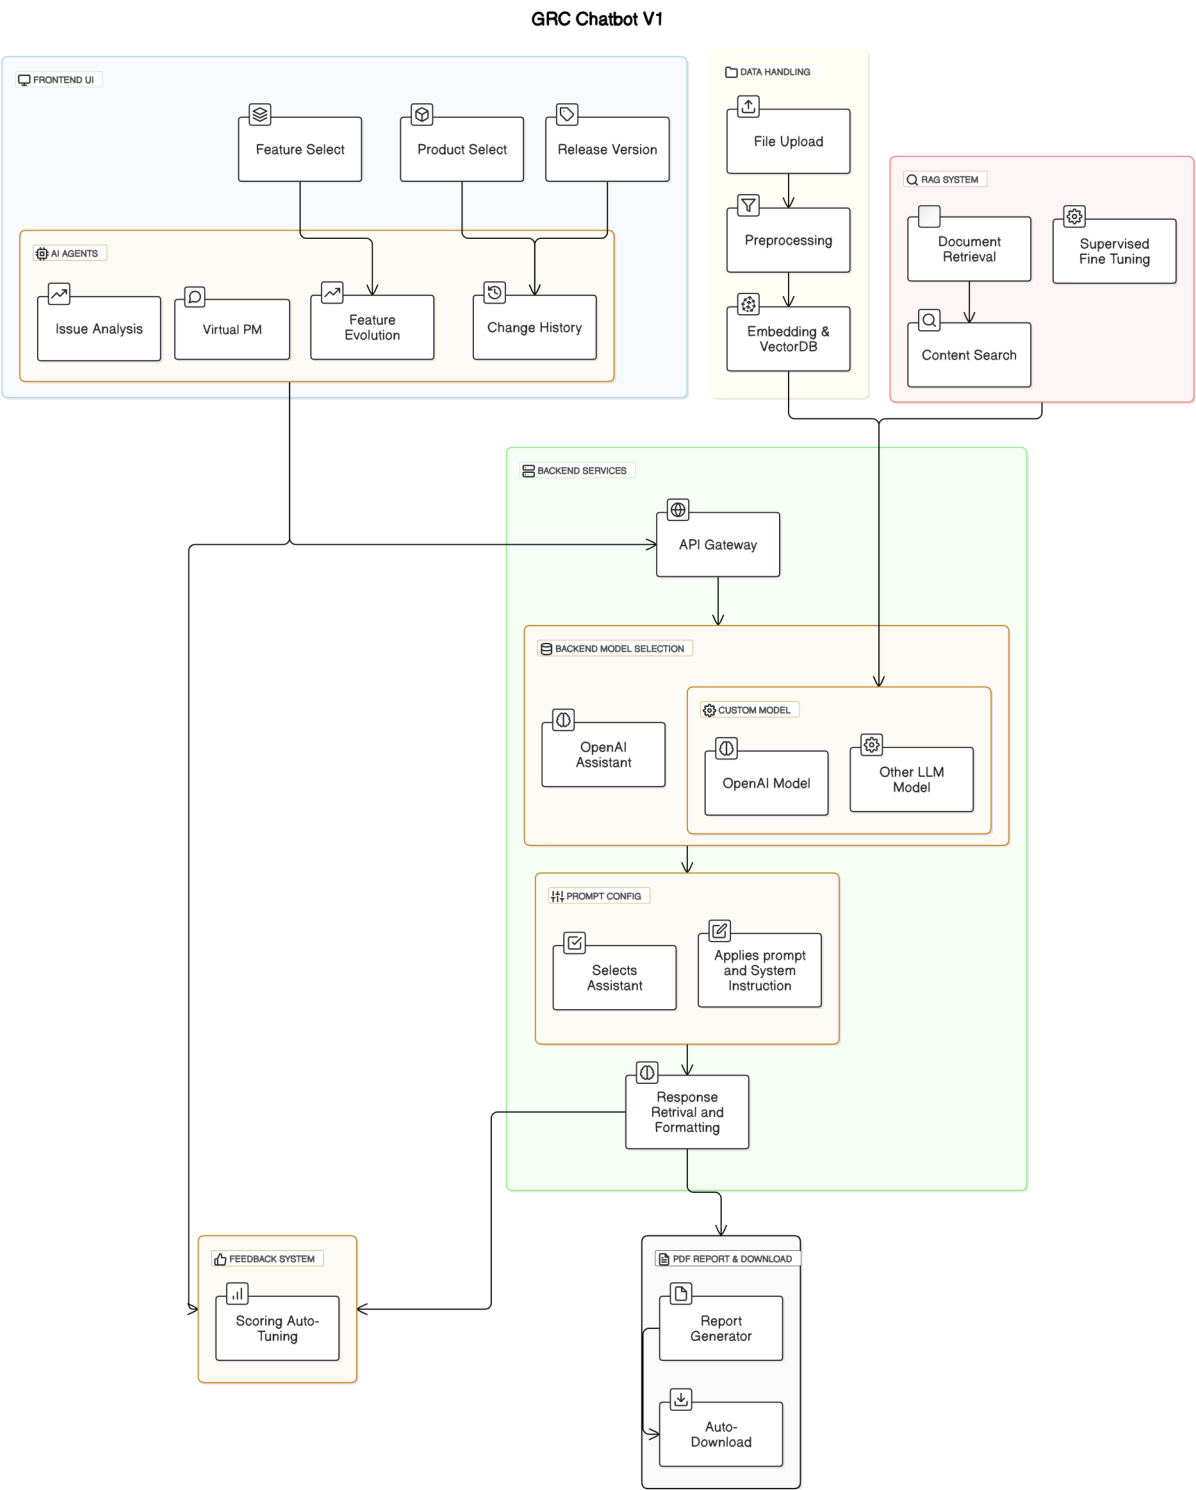 GRC Chatbot V1
FRONTEND UI
Feature Select
Product Select
Release Version
AI AGENTS
Issue Analysis
Virtual PM
Feature
Evolution
Change History
DATA HANDLING
File Upload
Preprocessing
Embedding &
VectorDB
RAG SYSTEM
Document
Retrieval
Supervised
Fine Tuning
Content Search
BACKEND SERVICES
API Gateway
BACKEND MODEL SELECTION
OpenAI
Assistant
CUSTOM MODEL
OpenAI Model
Other LLM
Model
PROMPT CONFIG
Selects
Assistant
Applies prompt
and System
Instruction
Response
Retrival and
Formatting
FEEDBACK SYSTEM
Scoring Auto-
Tuning
PDF REPORT & DOWNLOAD
Report
Generator
Auto-
Download